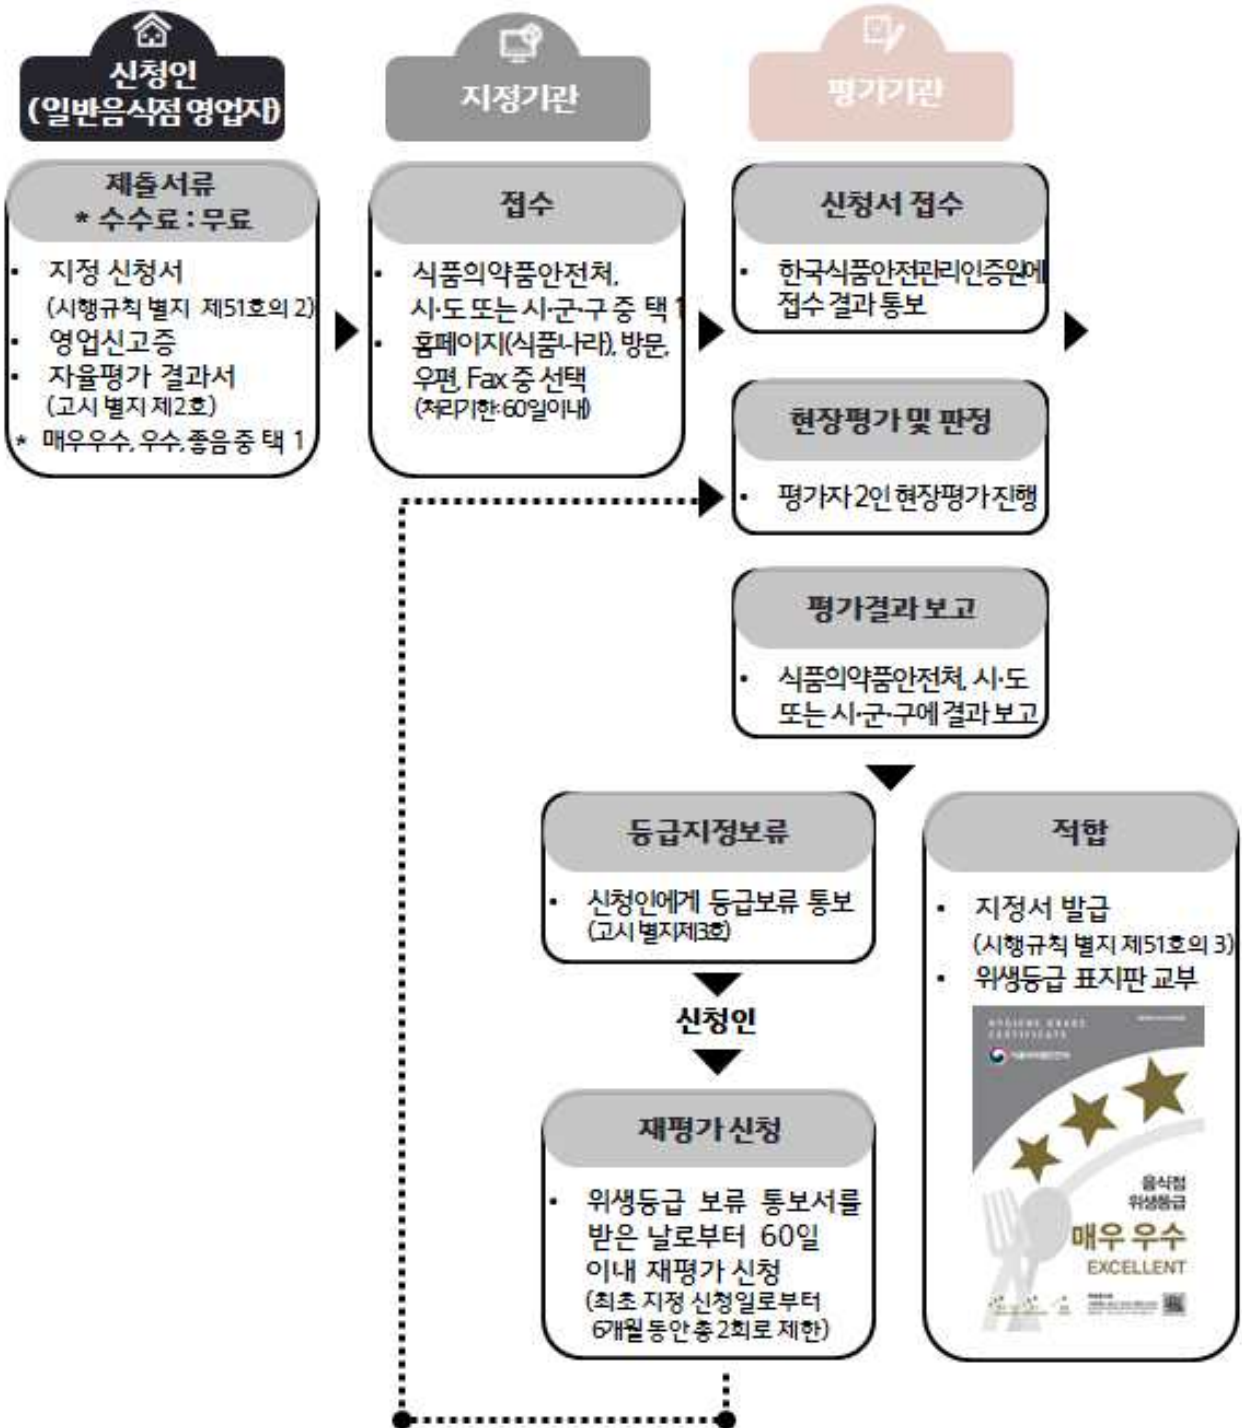 신청인
(일반음식점 영업자)
지정기관
평가기관
제출서류
* 수수료 : 무료
• 지정 신청서
(시행규칙 별지 제51호의 2)
• 영업신고증
• 자율평가 결과서
(고시 별지 제2호)
* 매우우수, 우수, 좋음 중 택 1
접수
• 식품의약품안전처,
시·도 또는 시·군·구 중 택 1
• 홈페이지(식품나라), 방문,
우편, Fax 중 선택
(처리기한:60일이내)
신청서 접수
• 한국식품안전관리인증원에
접수 결과 통보
현장평가 및 판정
• 평가자 2인 현장평가 진행
평가결과 보고
• 식품의약품안전처, 시·도
또는 시·군·구에 결과 보고
등급지정보류
• 신청인에게 등급보류 통보
(고시 별지제3호)
신청인
재평가 신청
• 위생등급 보류 통보서를
받은 날로부터 60일
이내 재평가 신청
(최초 지정 신청일로부터
6개월 동안 총 2회로 제한)
적합
• 지정서 발급
(시행규칙 별지 제51호의 3)
• 위생등급 표지판 교부
HYGIENE GRADE
CERTIFICATE
식품의약품안전처
음식점
위생등급
매우 우수
EXCELLENT